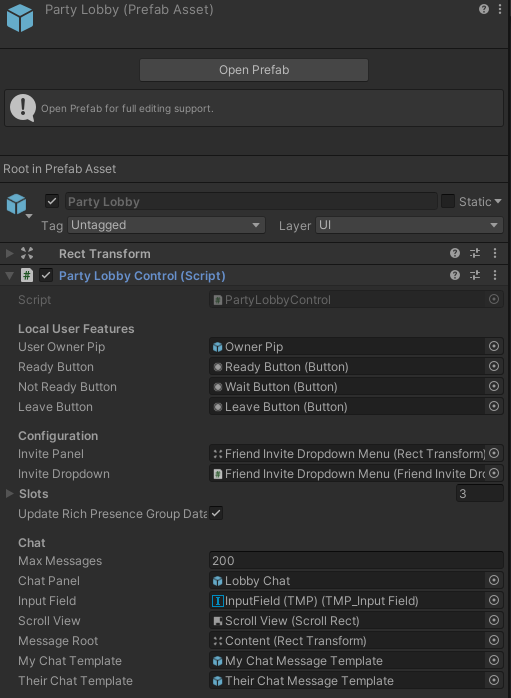 Party Lobby (Prefab Asset)
Open Prefab
Open Prefab for full editing support.
Root in Prefab Asset
Party Lobby Static
Tag Untagged Layer UI
Rect Transform
# Party Lobby Control (Script)
Script # PartyLobbyControl
Local User Features
User Owner Pip Owner Pip
Ready Button Ready Button (Button)
Not Ready Button Wait Button (Button)
Leave Button Leave Button (Button)
Configuration
Invite Panel Friend Invite Dropdown Menu (Rect Transform)
Invite Dropdown # Friend Invite Dropdown Menu (Friend Invite Dro
Slots 3
Update Rich Presence Group Data
Chat
Max Messages 200
Chat Panel Lobby Chat
Input Field InputField (TMP) (TMP_Input Field)
Scroll View Scroll View (Scroll Rect)
Message Root Content (Rect Transform)
My Chat Template My Chat Message Template
Their Chat Template Their Chat Message Template